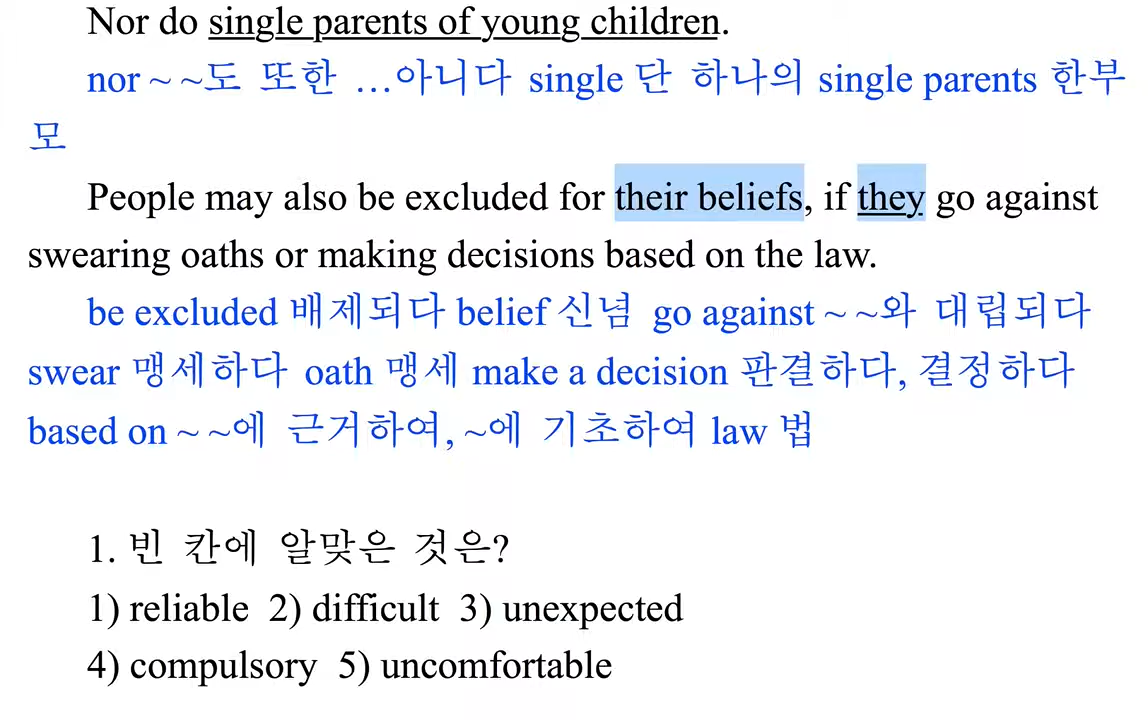 Nor do single parents of young children.
nor ~ ~도 또한 …아니다 single 단 하나의 single parents 한부
모
People may also be excluded for their beliefs, if they go against
swearing oaths or making decisions based on the law.
be excluded 배제되다 belief 신념 go against ~ ~와 대립되다
swear 맹세하다 oath 맹세 make a decision 판결하다, 결정하다
based on ~ ~에 근거하여, ~에 기초하여 law 법
1. 빈 칸에 알맞은 것은?
1) reliable 2) difficult 3) unexpected
4) compulsory 5) uncomfortable